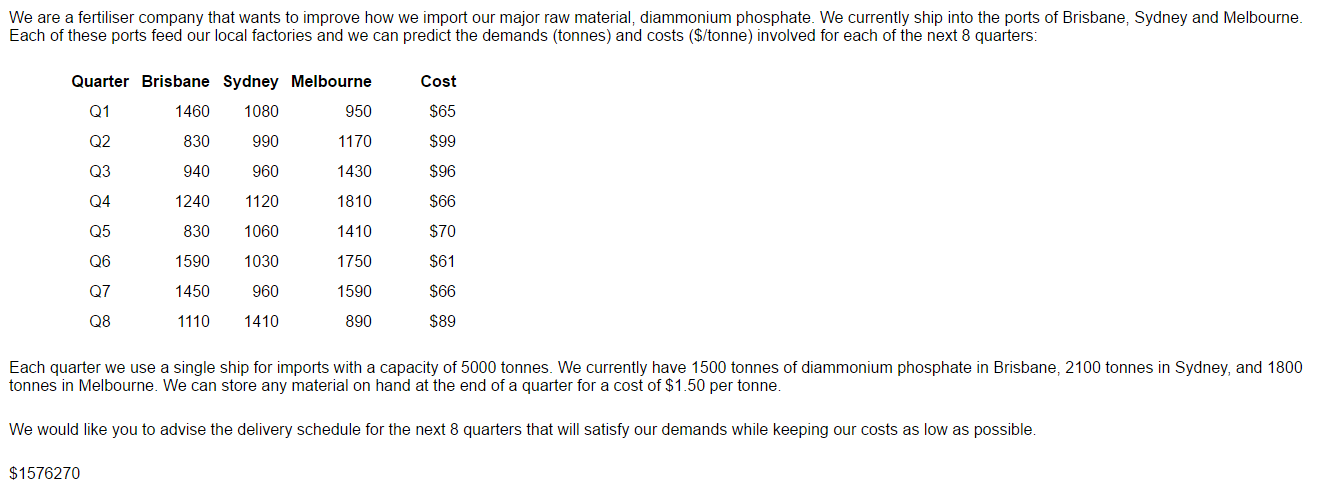 We are a fertiliser company that wants to improve how we import our major raw material, diammonium phosphate. We currently ship into the ports of Brisbane, Sydney and Melbourne.
Each of these ports feed our local factories and we can predict the demands (tonnes) and costs ($/tonne) involved for each of the next 8 quarters:
Quarter Brisbane Sydney Melbourne Cost
Q1 1460 1080 950 $65
Q2 830 990 1170 $99
Q3 940 960 1430 $96
Q4 1240 1120 1810 $66
Q5 830 1060 1410 $70
Q6 1590 1030 1750 $61
Q7 1450 960 1590 $66
Q8 1110 1410 890 $89
Each quarter we use a single ship for imports with a capacity of 5000 tonnes. We currently have 1500 tonnes of diammonium phosphate in Brisbane, 2100 tonnes in Sydney, and 1800
tonnes in Melbourne. We can store any material on hand at the end of a quarter for a cost of $1.50 per tonne.
We would like you to advise the delivery schedule for the next 8 quarters that will satisfy our demands while keeping our costs as low as possible.
$1576270